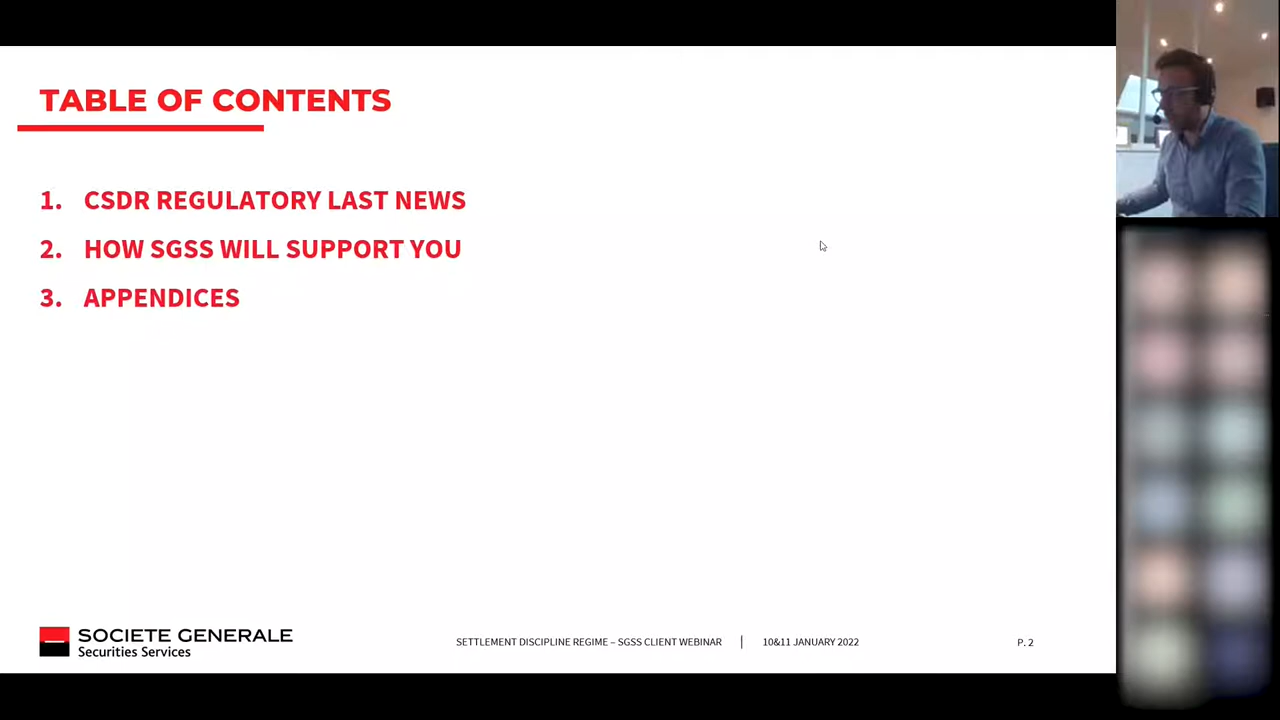 TABLE OF CONTENTS
1. CSDR REGULATORY LAST NEWS
2. HOW SGSS WILL SUPPORT YOU
3. APPENDICES
SOCIETE GENERALE
Securities Services
SETTLEMENT DISCIPLINE REGIME – SGSS CLIENT WEBINAR | 10&11 JANUARY 2022
P. 2